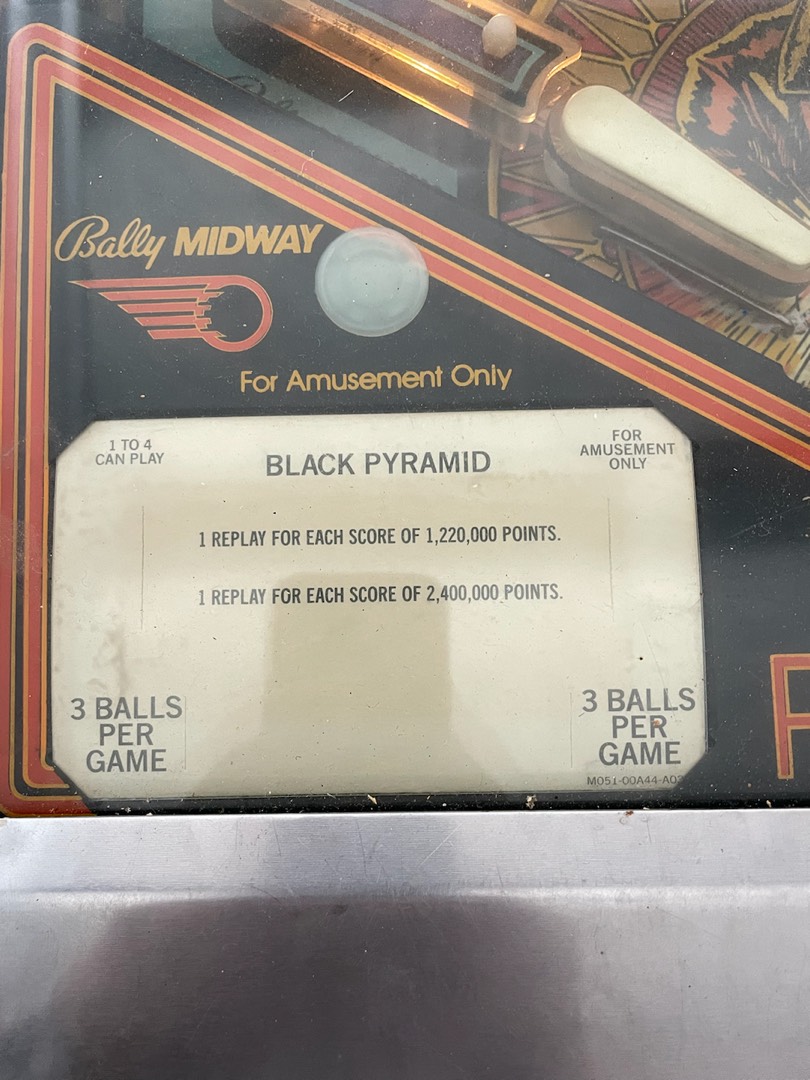 Bally MIDWAY
For Amusement Only
1 TO 4
CAN PLAY
BLACK PYRAMID
FOR
AMUSEMENT
ONLY
1 REPLAY FOR EACH SCORE OF 1,220,000 POINTS.
1 REPLAY FOR EACH SCORE OF 2,400,000 POINTS.
3 BALLS
PER
GAME
3 BALLS
PER
GAME